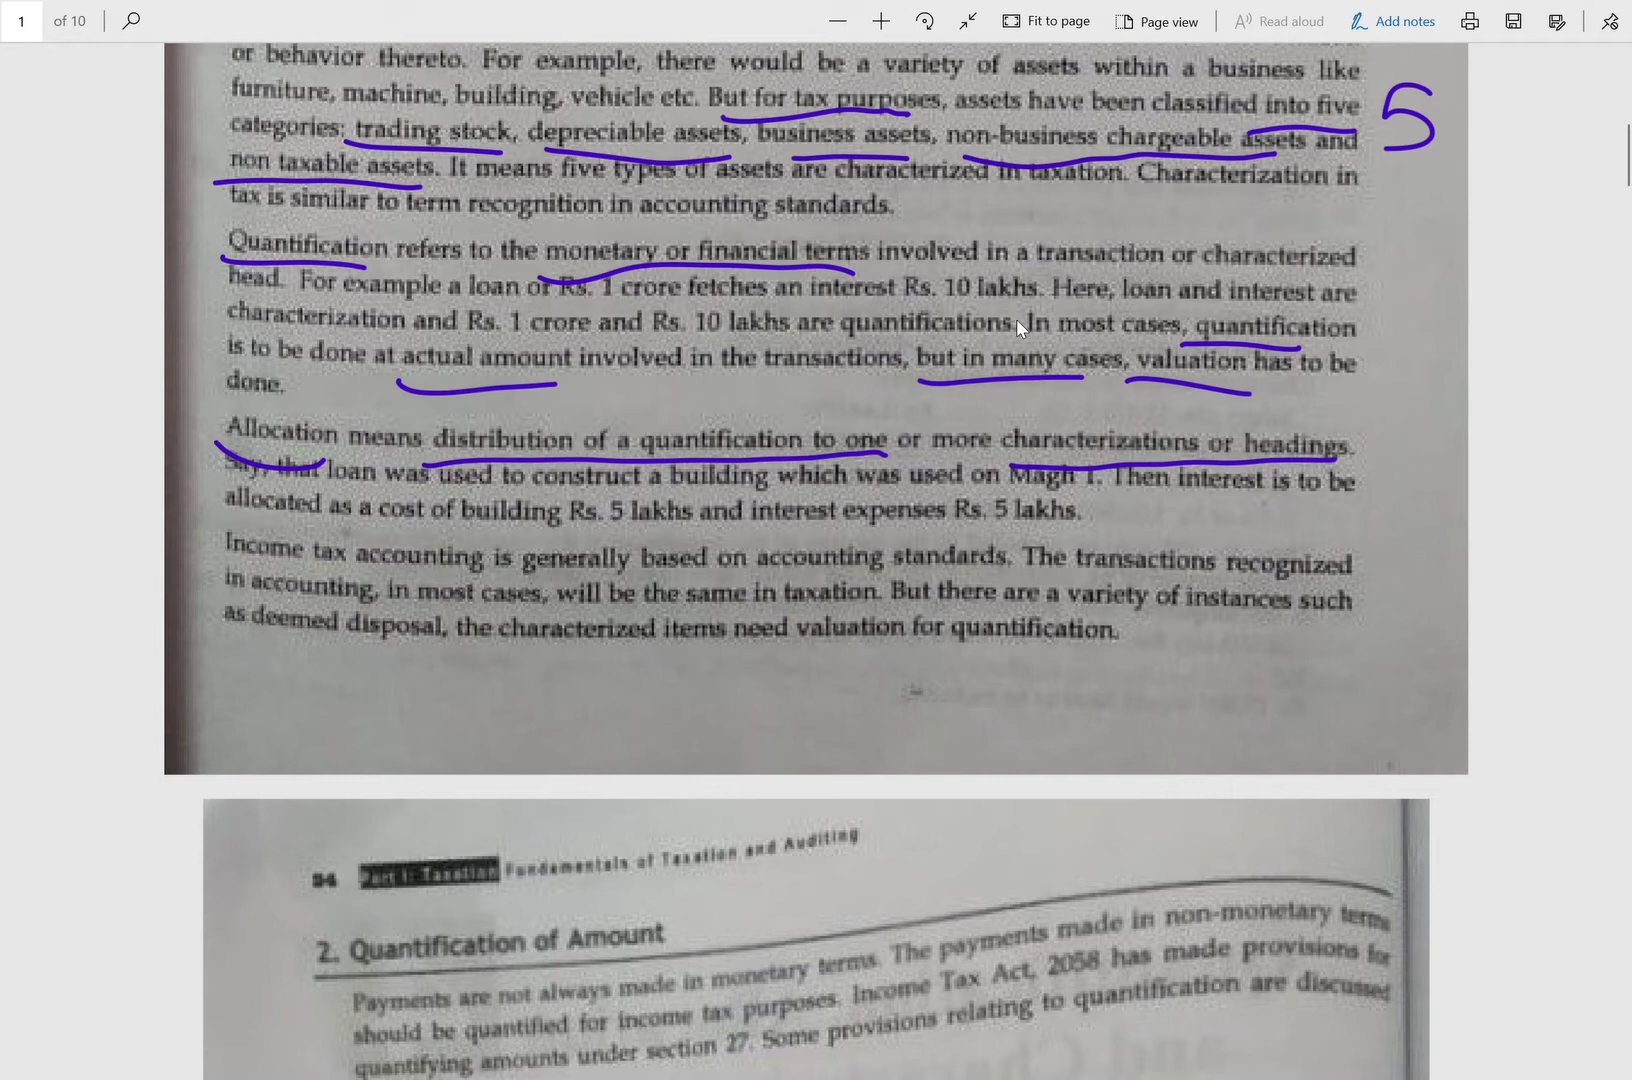 1 of 10 Fit to page Page view Read aloud Add notes
or behavior thereto. For example, there would be a variety of assets within a business like
furniture, machine, building, vehicle etc. But for tax purposes, assets have been classified into five
5
categories; trading stock, depreciable assets, business assets, non-business chargeable assets and
non taxable assets. It means five types of assets are characterized in taxation. Characterization in
tax is similar to term recognition in accounting standards.
Quantification refers to the monetary or financial terms involved in a transaction or characterized
head. For example a loan of Rs. 1 crore fetches an interest Rs. 10 lakhs. Here, loan and interest are
characterization and Rs. 1 crore and Rs. 10 lakhs are quantifications. In most cases, quantification
is to be done at actual amount involved in the transactions, but in many cases, valuation has to be
done.
Allocation means distribution of a quantification to one or more characterizations or headings.
Say, that loan was used to construct a building which was used on Magh 1. Then interest is to be
allocated as a cost of building Rs. 5 lakhs and interest expenses Rs. 5 lakhs.
Income tax accounting is generally based on accounting standards. The transactions recognized
in accounting, in most cases, will be the same in taxation. But there are a variety of instances such
as deemed disposal, the characterized items need valuation for quantification.
94 Part I: Taxation Fundamentals of Taxation and Auditing
2. Quantification of Amount
Payments are not always made in monetary terms. The payments made in non-monetary terms
should be quantified for income tax purposes. Income Tax Act, 2058 has made provisions for
quantifying amounts under section 27. Some provisions relating to quantification are discussed